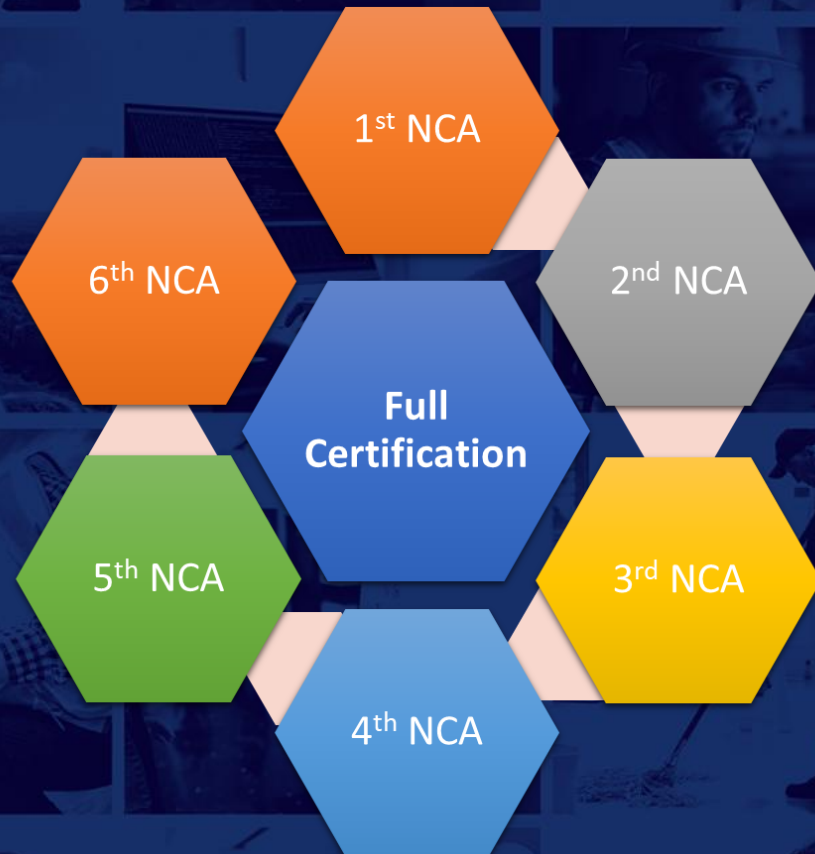 1st NCA
2nd NCA
3rd NCA
4th NCA
5th NCA
6th NCA
Full
Certification